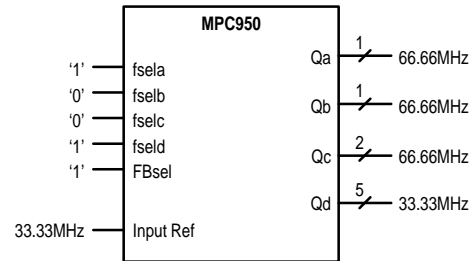 MPC950
'1' fsela
'0' fselb
'0' fselc
'1' fseld
'1' FBsel
33.33MHz Input Ref
Qa 1 66.66MHz
Qb 1 66.66MHz
Qc 2 66.66MHz
Qd 5 33.33MHz